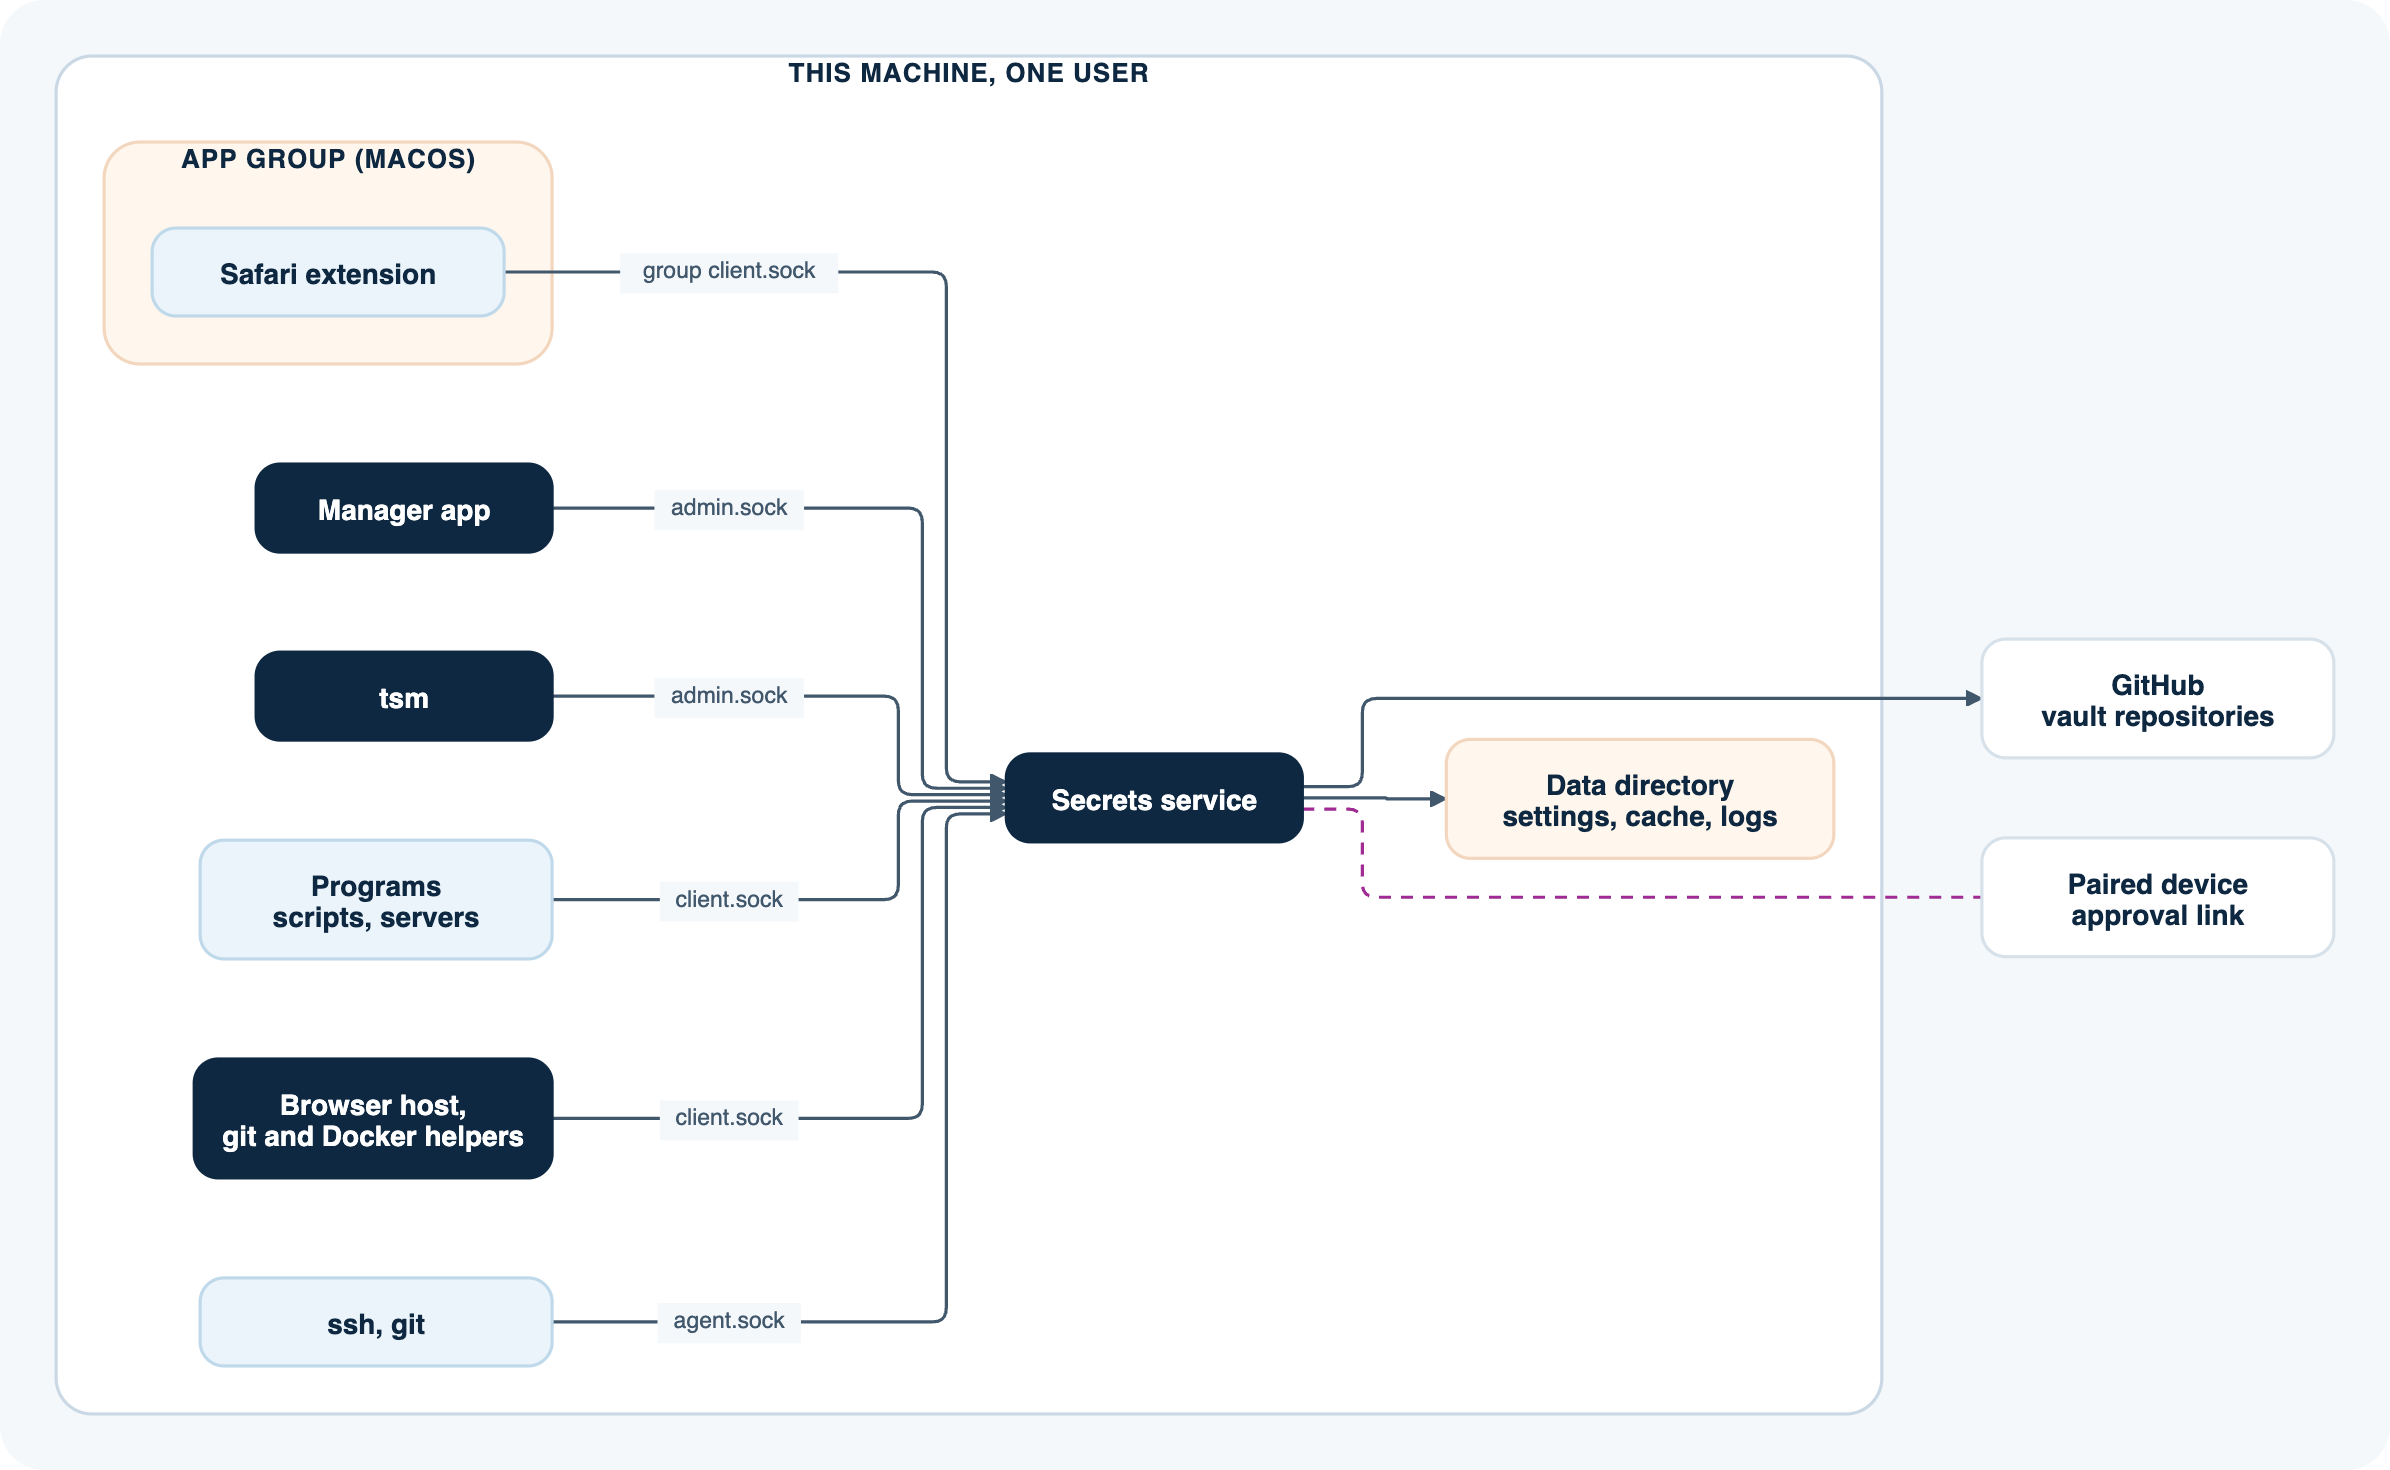 THIS MACHINE, ONE USER
APP GROUP (MACOS)
Safari extension
group client.sock
Manager app
admin.sock
tsm
admin.sock
Programs
scripts, servers
client.sock
Browser host,
git and Docker helpers
client.sock
ssh, git
agent.sock
Secrets service
Data directory
settings, cache, logs
GitHub
vault repositories
Paired device
approval link